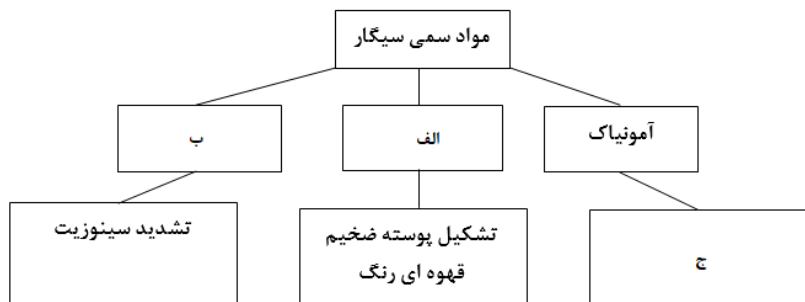 مواد سمی سیگار
آمونیاک
الف
ب
ج
تشکیل پوسته ضخیم
قهوه ای رنگ
تشدید سینوزیت